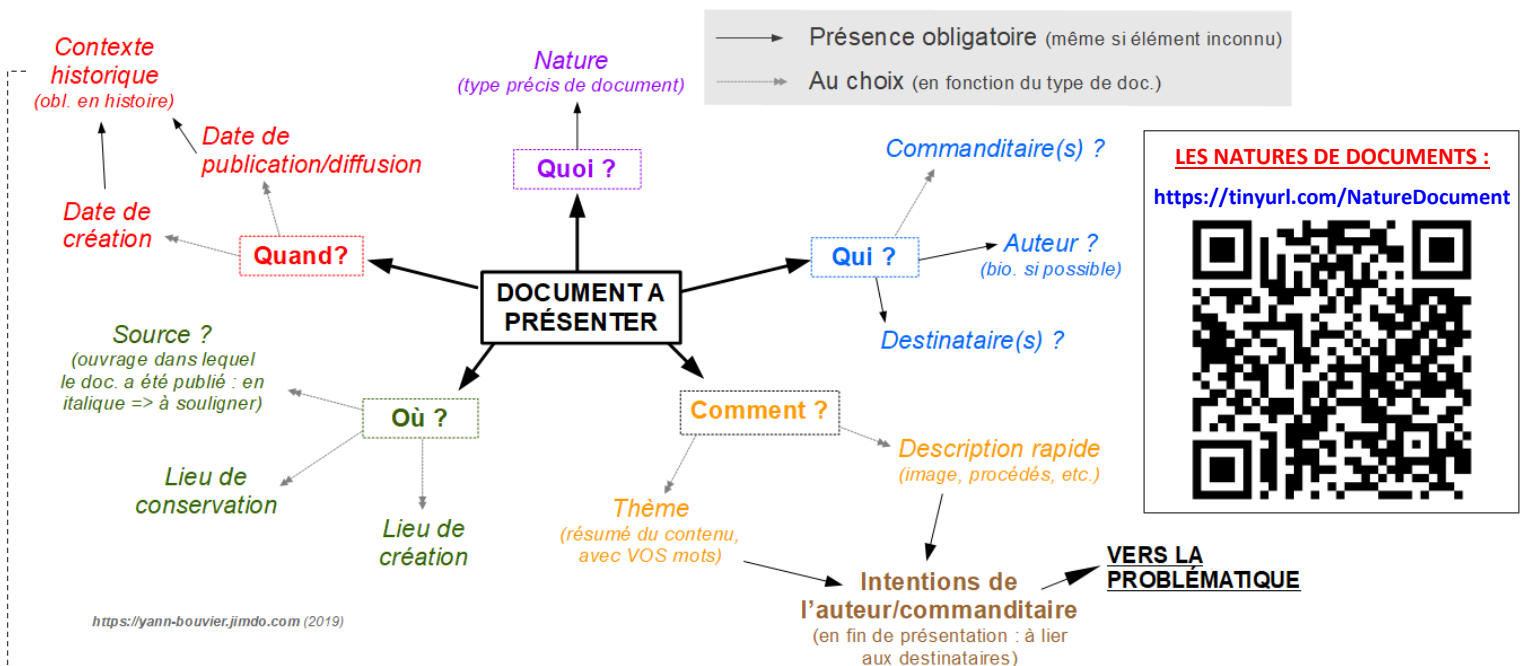 Contexte
historique
(obl. en histoire)
Nature
(type précis de document)
Présence obligatoire (même si élément inconnu)
Au choix (en fonction du type de doc.)
Date de
publication/diffusion
Quoi ?
Commanditaire(s) ?
LES NATURES DE DOCUMENTS :
https://tinyurl.com/NatureDocument
Date de
création
Quand?
Qui ?
Auteur ?
(bio. si possible)
DOCUMENT A
PRÉSENTER
Destinataire(s) ?
Source ?
(ouvrage dans lequel
le doc. a été publié : en
italique => à souligner)
Où ?
Comment ?
Lieu de
conservation
Lieu de
création
Description rapide
(image, procédés, etc.)
Thème
(résumé du contenu,
avec VOS mots)
Intentions de
l'auteur/commanditaire
(en fin de présentation : à lier
aux destinataires)
VERS LA
PROBLÉMATIQUE
https://yann-bouvier.jimdo.com (2019)